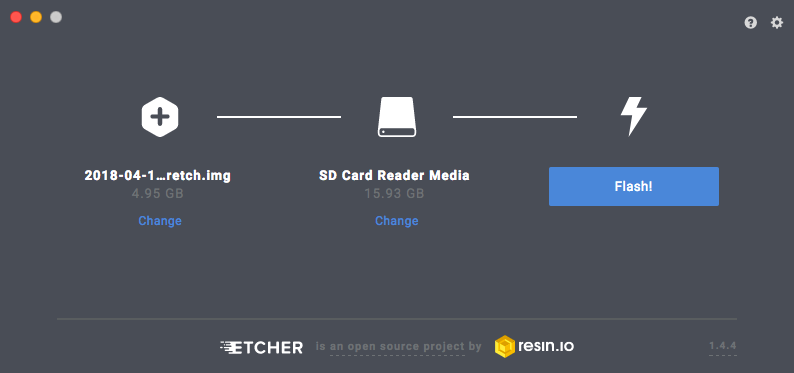 2018-04-1...retch.img
4.95 GB
Change
SD Card Reader Media
15.93 GB
Change
Flash!
ETCHER is an open source project by resin.io
1.4.4